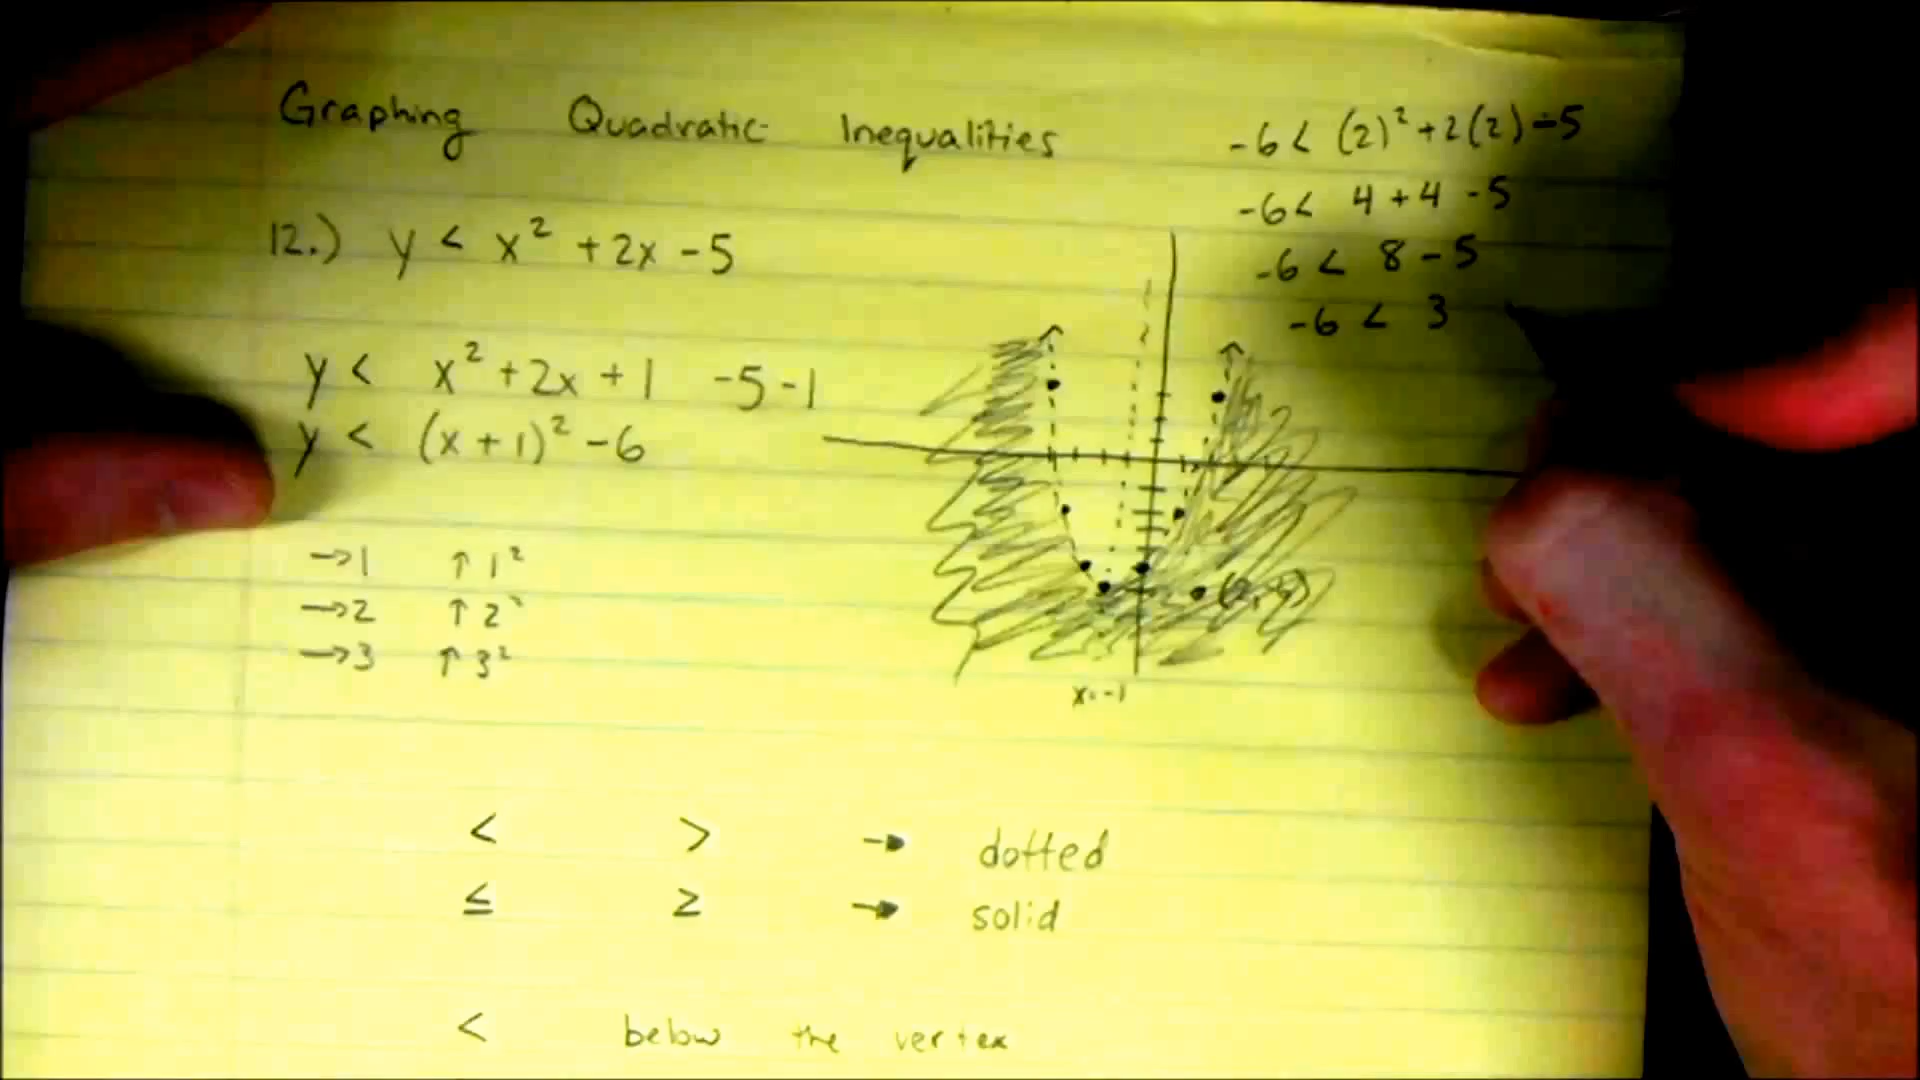 Graphing Quadratic Inequalities
12.) y < x² + 2x - 5
y < x² + 2x + 1 - 5 - 1
y < (x + 1)² - 6
→1 ↑ 1²
→2 ↑ 2²
→3 ↑ 3²
-6 < (2)² + 2(2) - 5
-6 < 4 + 4 - 5
-6 < 8 - 5
-6 < 3
x = -1
< > → dotted
≤ ≥ → solid
< below the vertex